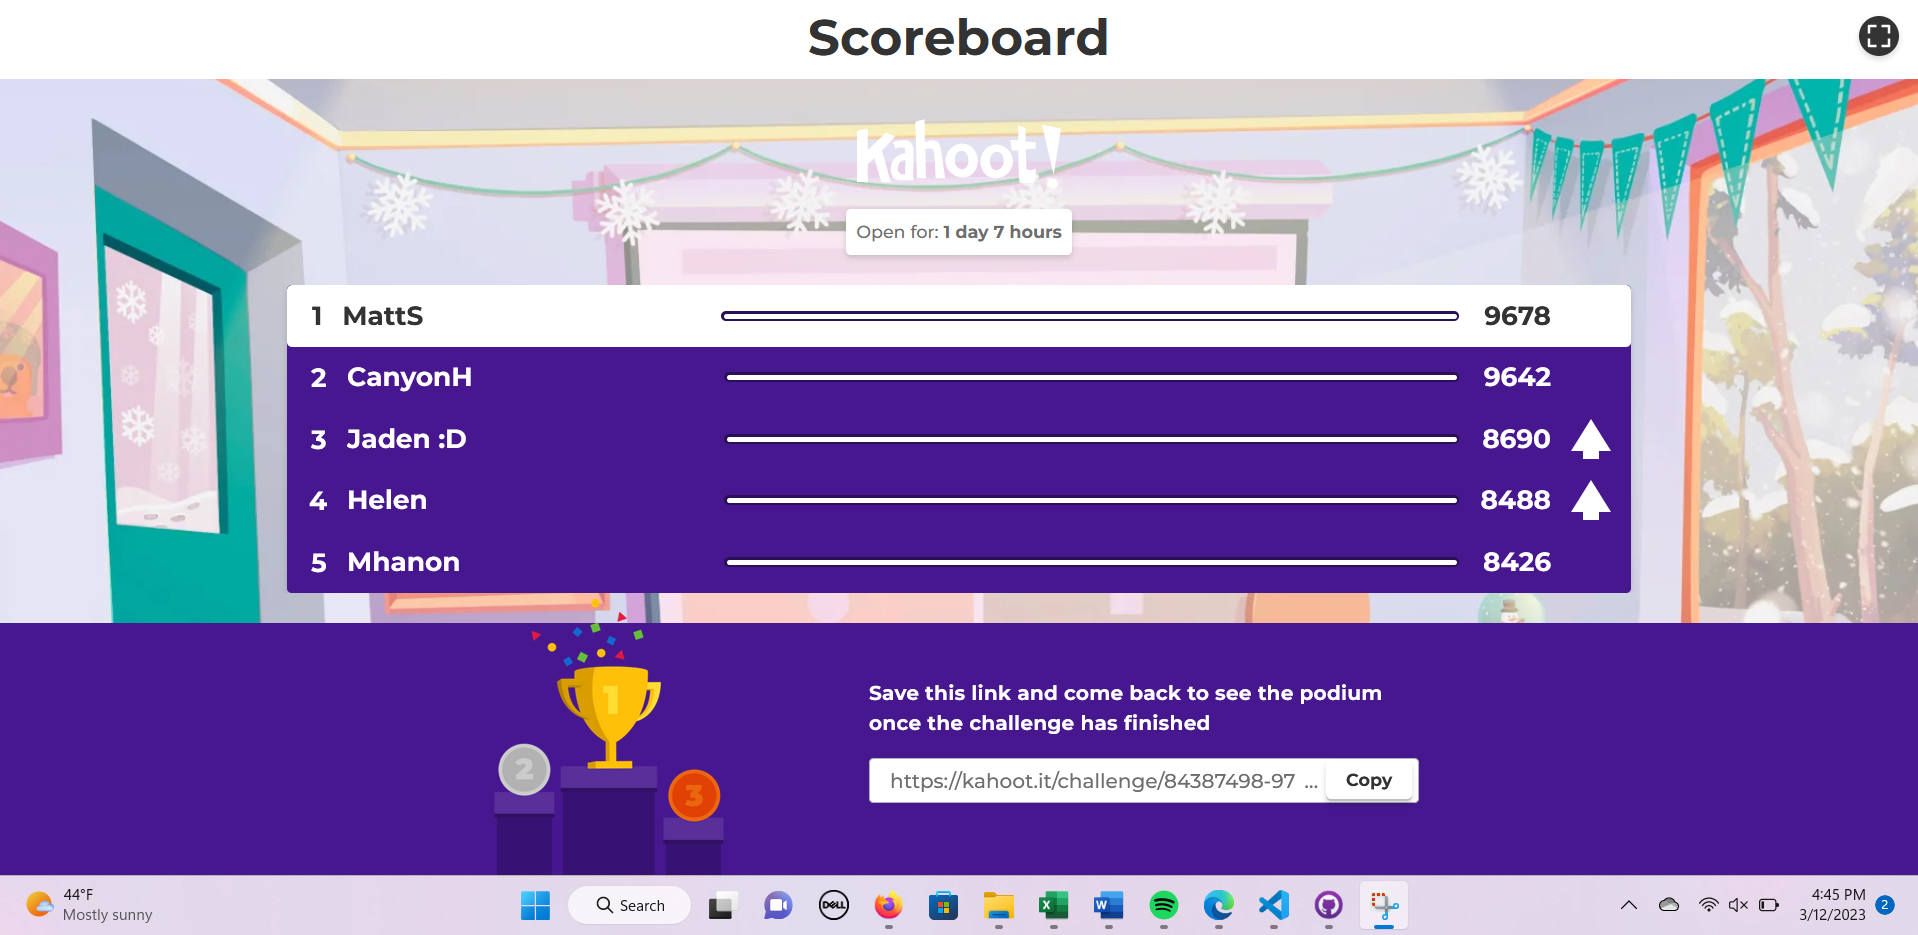 Scoreboard
Kahoot!
Open for: 1 day 7 hours
1 MattS 9678
2 CanyonH 9642
3 Jaden :D 8690
4 Helen 8488
5 Mhanon 8426
1
2
3
Save this link and come back to see the podium
once the challenge has finished
https://kahoot.it/challenge/84387498-97 ... Copy
44°F
Mostly sunny
Search
DELL
X
W
4:45 PM
3/12/2023
2